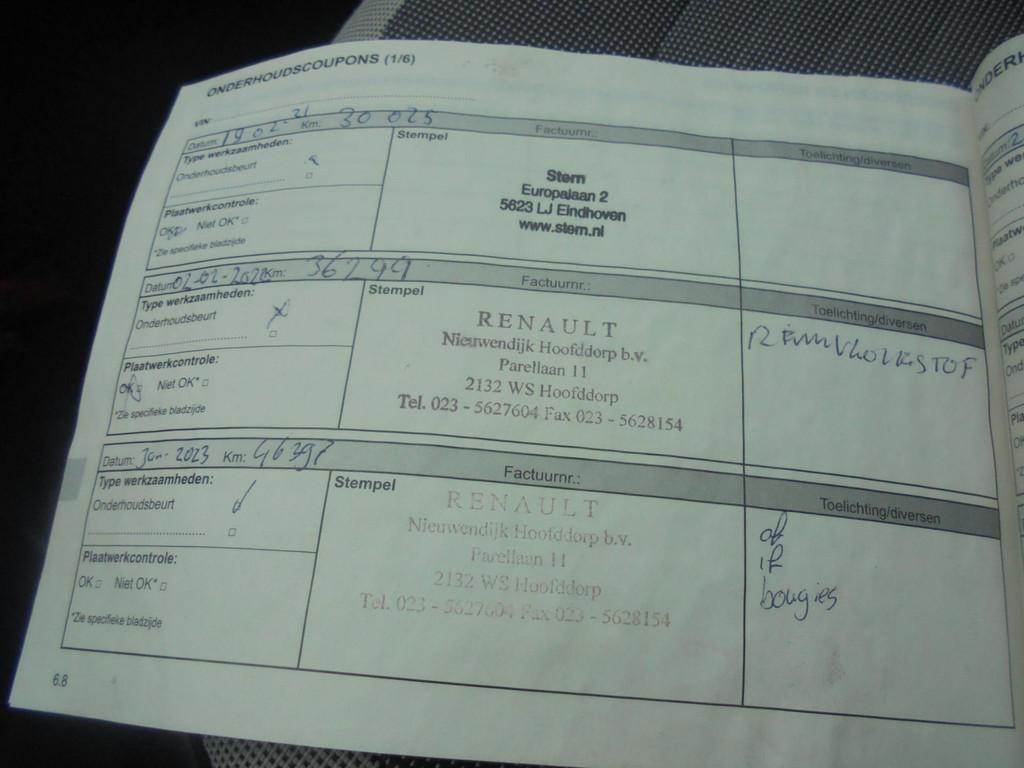 ONDERHOUDSCOUPONS (1/6)
VIN:
Datum: 19 02-21 Km: 30 025 Factuurnr.:
Type werkzaamheden:
Onderhoudsbeurt
Plaatwerkcontrole:
OK Niet OK*
*Zie specifieke bladzijde
Stempel
Stern
Europalaan 2
5623 LJ Eindhoven
www.stern.nl
Toelichting/diversen
Datum: 02-02-2022 Km: 36299 Factuurnr.:
Type werkzaamheden:
Onderhoudsbeurt
Plaatwerkcontrole:
OK Niet OK*
*Zie specifieke bladzijde
Stempel
RENAULT
Nieuwendijk Hoofddorp b.v.
Parellaan 11
2132 WS Hoofddorp
Tel. 023 - 5627604 Fax 023 - 5628154
Toelichting/diversen
REMVLOEISTOF
Datum: Jan- 2023 Km: 46398 Factuurnr.:
Type werkzaamheden:
Onderhoudsbeurt
Plaatwerkcontrole:
OK Niet OK*
*Zie specifieke bladzijde
Stempel
RENAULT
Nieuwendijk Hoofddorp b.v.
Parellaan 11
2132 WS Hoofddorp
Tel. 023 - 5627604 Fax 023 - 5628154
Toelichting/diversen
of
if
bougies
6.8